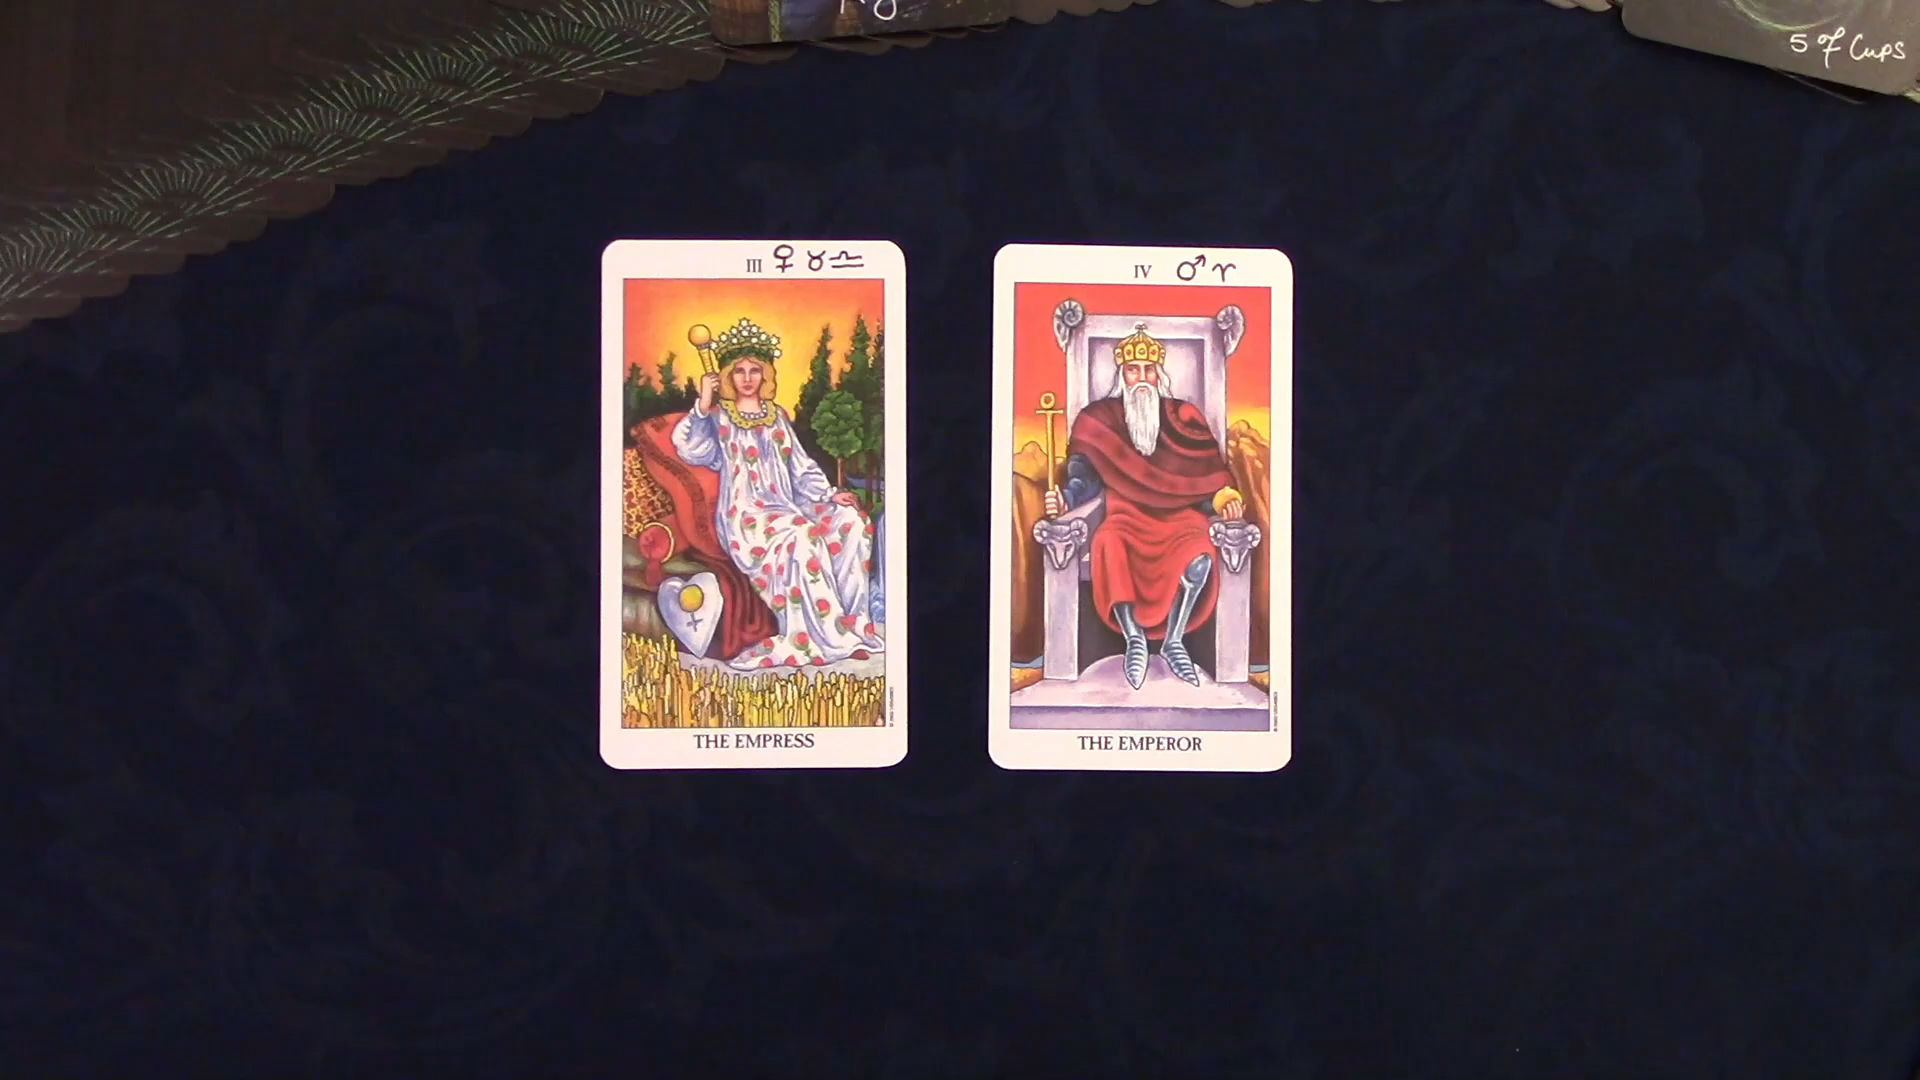 5 of Cups
III ♀ ♉ ♎
IV ♂ ♈
THE EMPRESS
THE EMPEROR